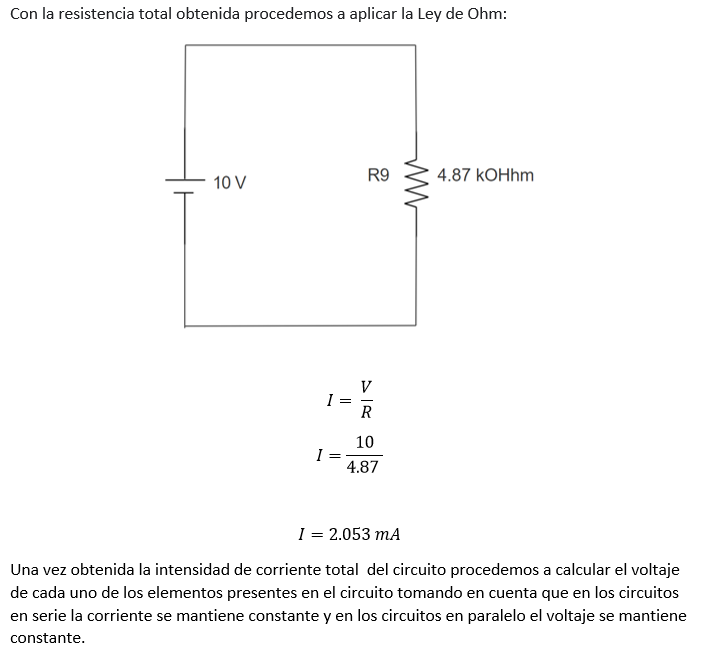 Con la resistencia total obtenida procedemos a aplicar la Ley de Ohm:
10 V
R9
4.87 kOHhm
I = V/R
I = 10/4.87
I = 2.053 mA
Una vez obtenida la intensidad de corriente total  del circuito procedemos a calcular el voltaje
de cada uno de los elementos presentes en el circuito tomando en cuenta que en los circuitos
en serie la corriente se mantiene constante y en los circuitos en paralelo el voltaje se mantiene
constante.